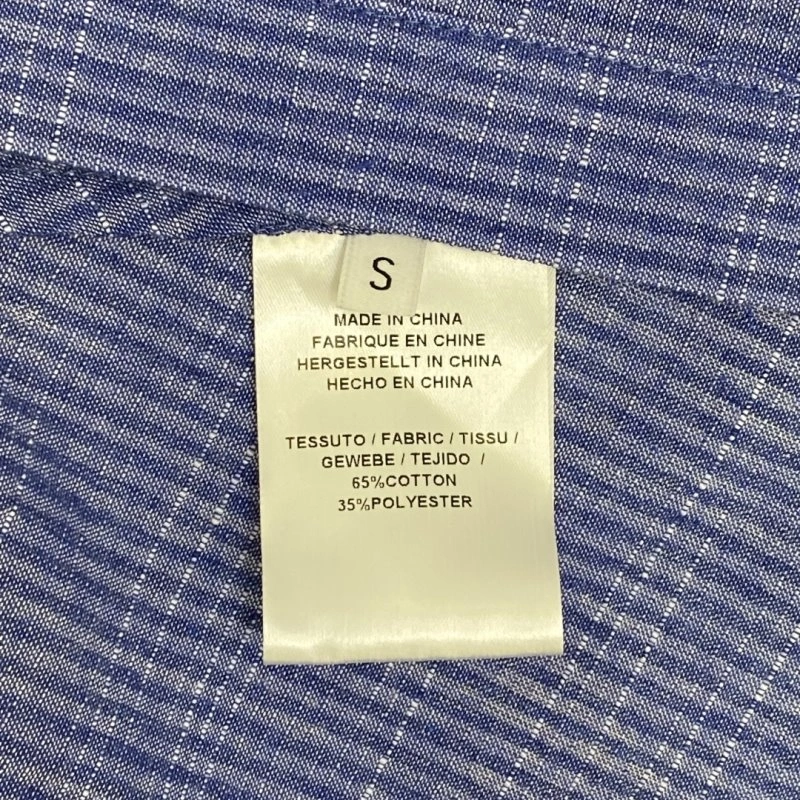 S
MADE IN CHINA
FABRIQUE EN CHINE
HERGESTELLT IN CHINA
HECHO EN CHINA
TESSUTO / FABRIC / TISSU /
GEWEBE / TEJIDO /
65%COTTON
35%POLYESTER